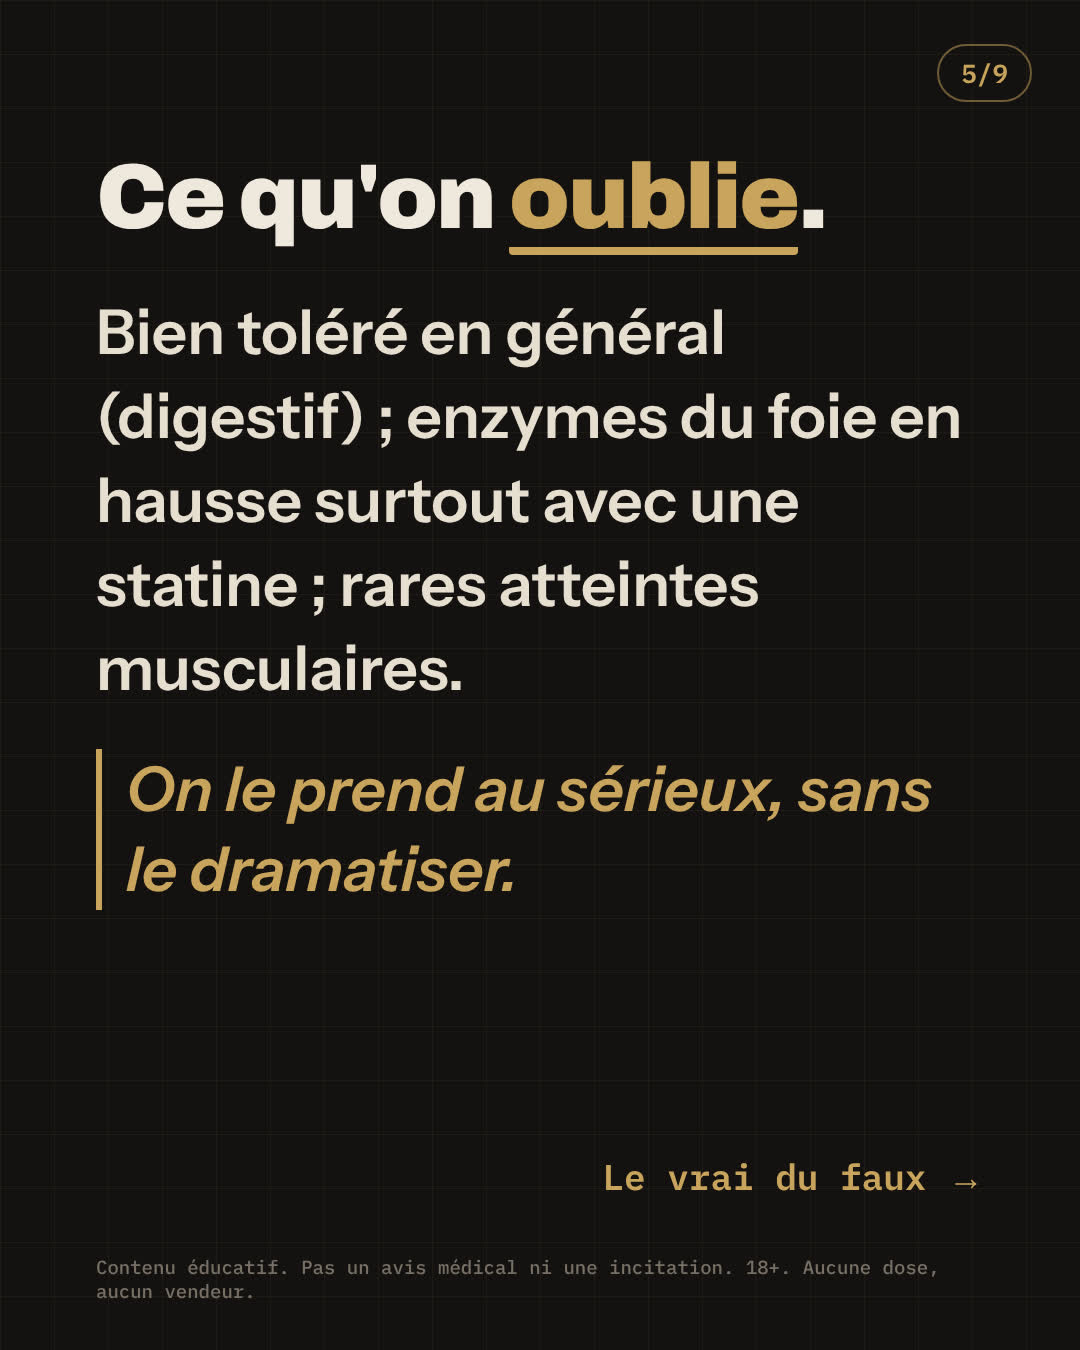 5/9
Ce qu'on oublie.
Bien toléré en général
(digestif) ; enzymes du foie en
hausse surtout avec une
statine ; rares atteintes
musculaires.
On le prend au sérieux, sans
le dramatiser.
Le vrai du faux →
Contenu éducatif. Pas un avis médical ni une incitation. 18+. Aucune dose,
aucun vendeur.